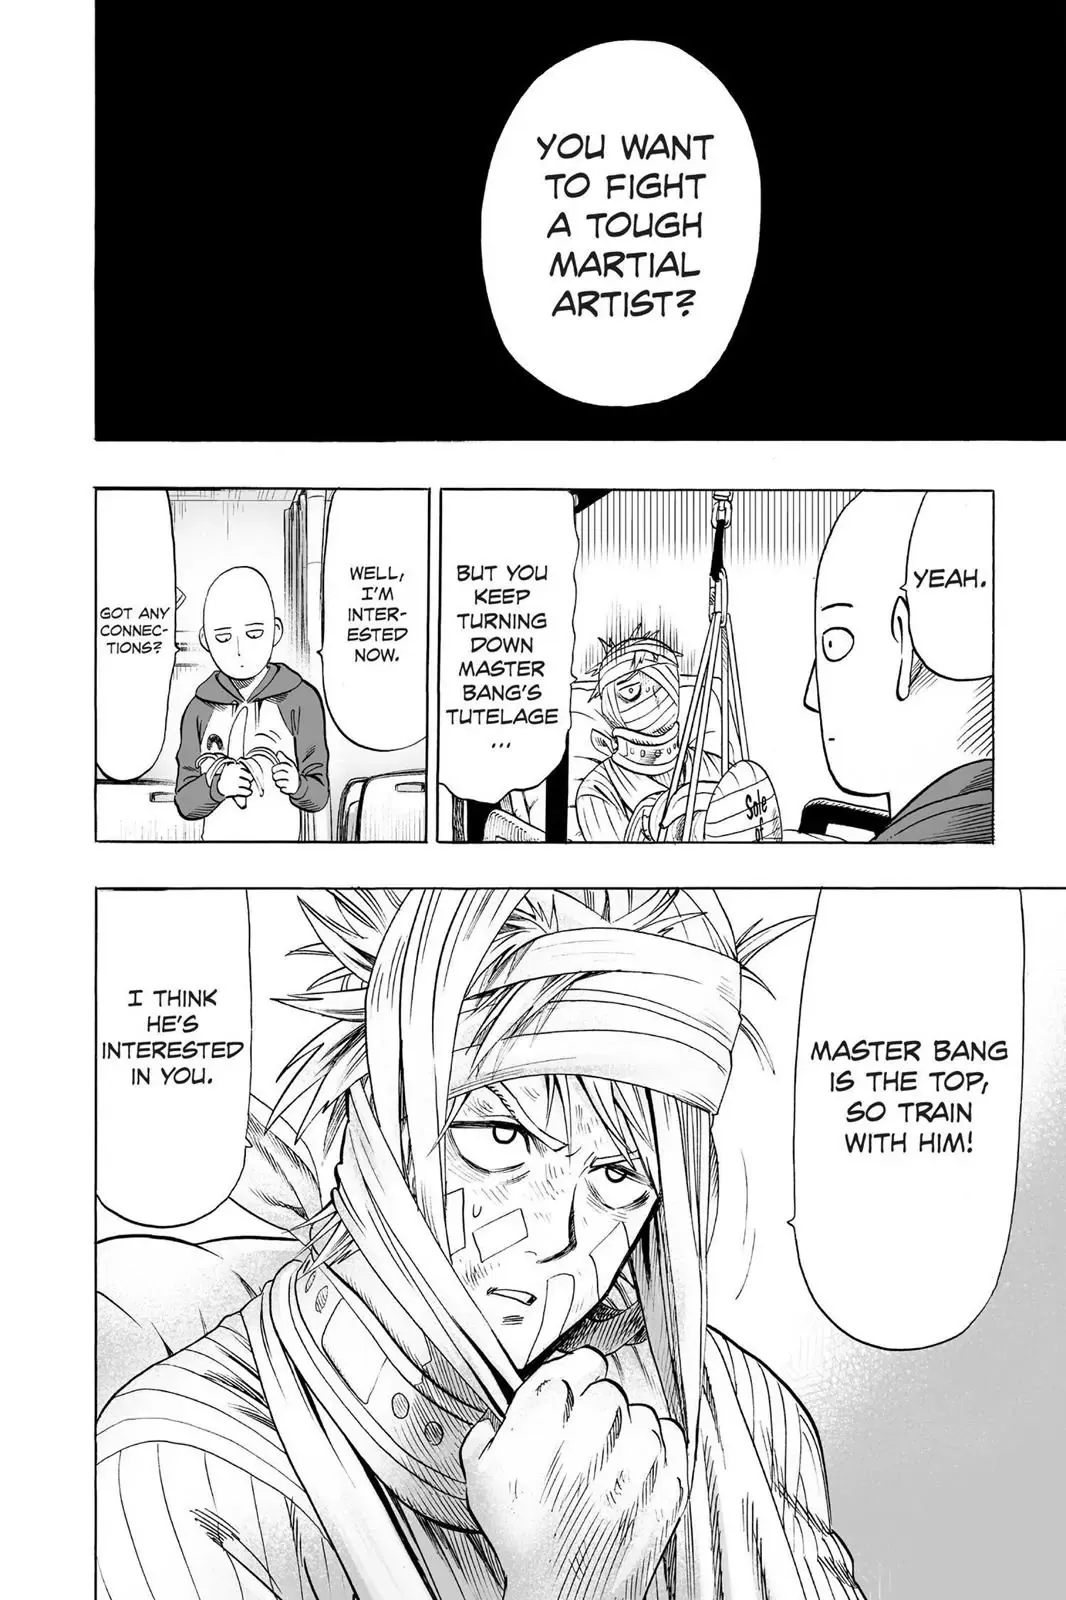 YOU WANT
TO FIGHT
A TOUGH
MARTIAL
ARTIST?
YEAH.
BUT YOU
KEEP
TURNING
DOWN
MASTER
BANG'S
TUTELAGE
...
Sole
of
WELL,
I'M
INTER-
ESTED
NOW.
GOT ANY
CONNEC-
TIONS?
MASTER BANG
IS THE TOP,
SO TRAIN
WITH HIM!
I THINK
HE'S
INTERESTED
IN YOU.